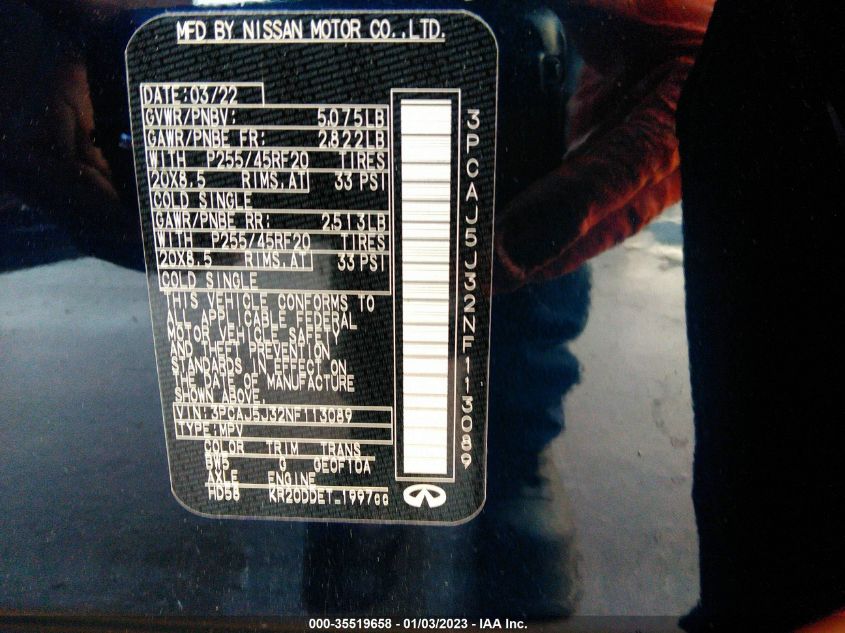 MFD BY NISSAN MOTOR CO.,LTD.
DATE:03/22
GVWR/PNBV: 5,075LB
GAWR/PNBE FR: 2,822LB
WITH P255/45RF20 TIRES
20X8.5 RIMS,AT 33 PSI
COLD SINGLE
GAWR/PNBE RR: 2,513LB
WITH P255/45RF20 TIRES
20X8.5 RIMS,AT 33 PSI
COLD SINGLE
THIS VEHICLE CONFORMS TO
ALL APPLICABLE FEDERAL
MOTOR VEHICLE SAFETY
AND THEFT PREVENTION
STANDARDS IN EFFECT ON
THE DATE OF MANUFACTURE
SHOWN ABOVE.
VIN:3PCAJ5J32NF113089
TYPE:MPV
COLOR TRIM TRANS
BW5 G GE0F10A
AXLE ENGINE
HD58 KR20DDET-1997cc
3PCAJ5J32NF113089
000-35519658 - 01/03/2023 - IAA Inc.